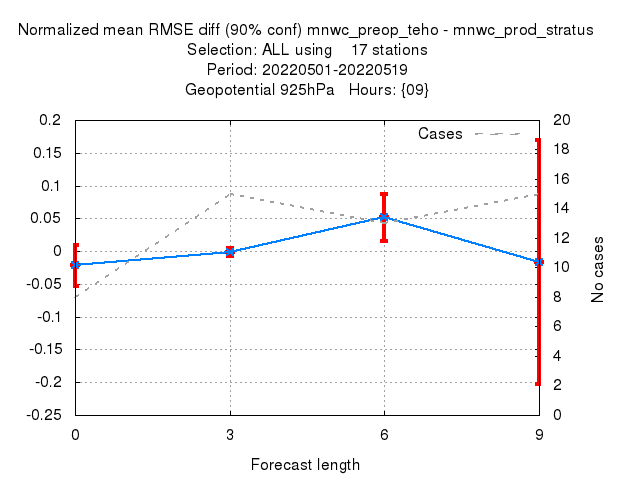 Normalized mean RMSE diff (90% conf) mnwc_preop_teho - mnwc_prod_stratus
Selection: ALL using    17 stations
Period: 20220501-20220519
Geopotential 925hPa   Hours: {09}
Cases
0.2
0.15
0.1
0.05
0
-0.05
-0.1
-0.15
-0.2
-0.25
20
18
16
14
12
10
8
6
4
2
0
No cases
0 3 6 9
Forecast length